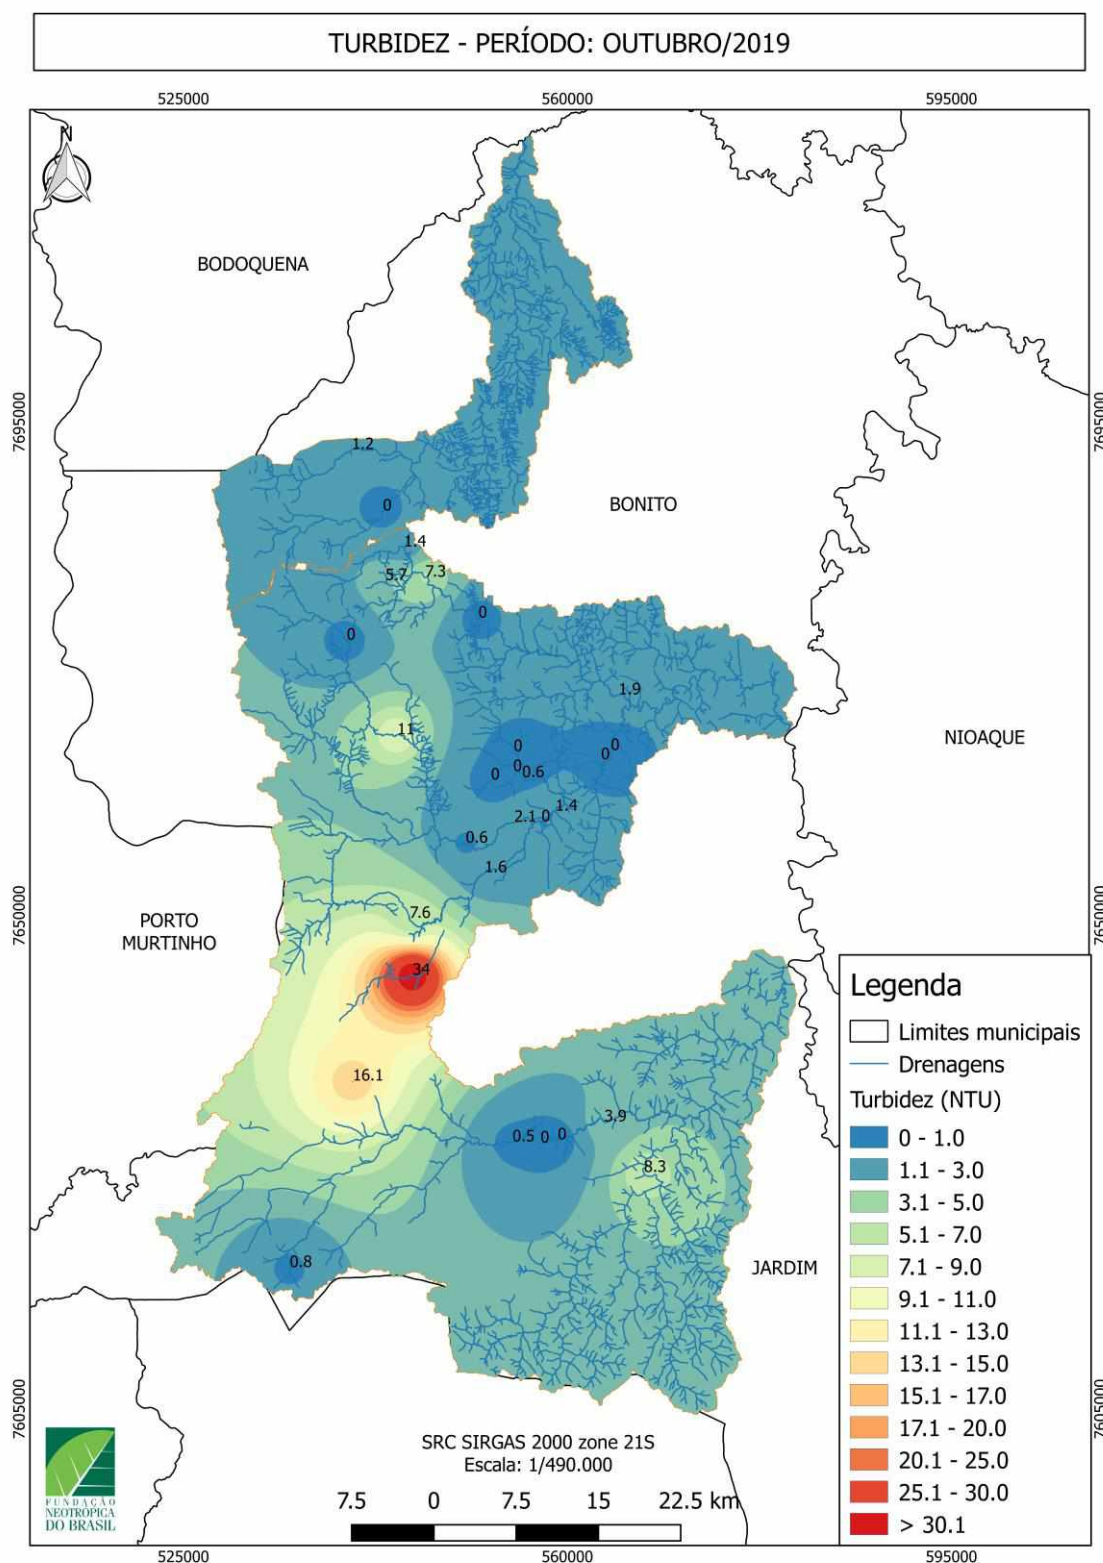 TURBIDEZ - PERÍODO: OUTUBRO/2019
525000 560000 595000
N
BODOQUENA
7695000 7695000
1.2
0
BONITO
1.4
5.7 7.3
0
0
1.9
11
0 0 0
NIOAQUE
0 0 0.6
1.4
2.1 0
0.6
1.6
7650000 7650000
7.6
PORTO
MURTINHO
34
16.1
3.9
0.5 0 0
8.3
0.8
JARDIM
Legenda
Limites municipais
Drenagens
Turbidez (NTU)
0 - 1.0
1.1 - 3.0
3.1 - 5.0
5.1 - 7.0
7.1 - 9.0
9.1 - 11.0
11.1 - 13.0
13.1 - 15.0
15.1 - 17.0
17.1 - 20.0
20.1 - 25.0
25.1 - 30.0
> 30.1
7605000 7605000
SRC SIRGAS 2000 zone 21S
Escala: 1/490.000
7.5 0 7.5 15 22.5 km
FUNDAÇÃO
NEOTRÓPICA
DO BRASIL
525000 560000 595000